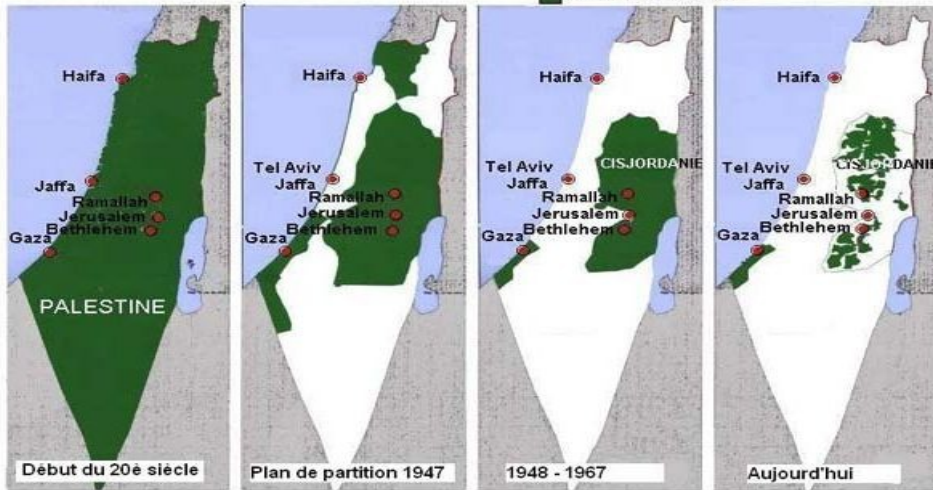 Haifa
Jaffa
Ramallah
Jerusalem
Bethlehem
Gaza
PALESTINE
Début du 20è siècle
Haifa
Tel Aviv
Jaffa
Ramallah
Jerusalem
Bethlehem
Gaza
Plan de partition 1947
Haifa
CISJORDANIE
Tel Aviv
Jaffa
Ramallah
Jerusalem
Bethlehem
Gaza
1948 - 1967
Haifa
CISJORDANIE
Tel Aviv
Jaffa
Ramallah
Jerusalem
Bethlehem
Gaza
Aujourd'hui